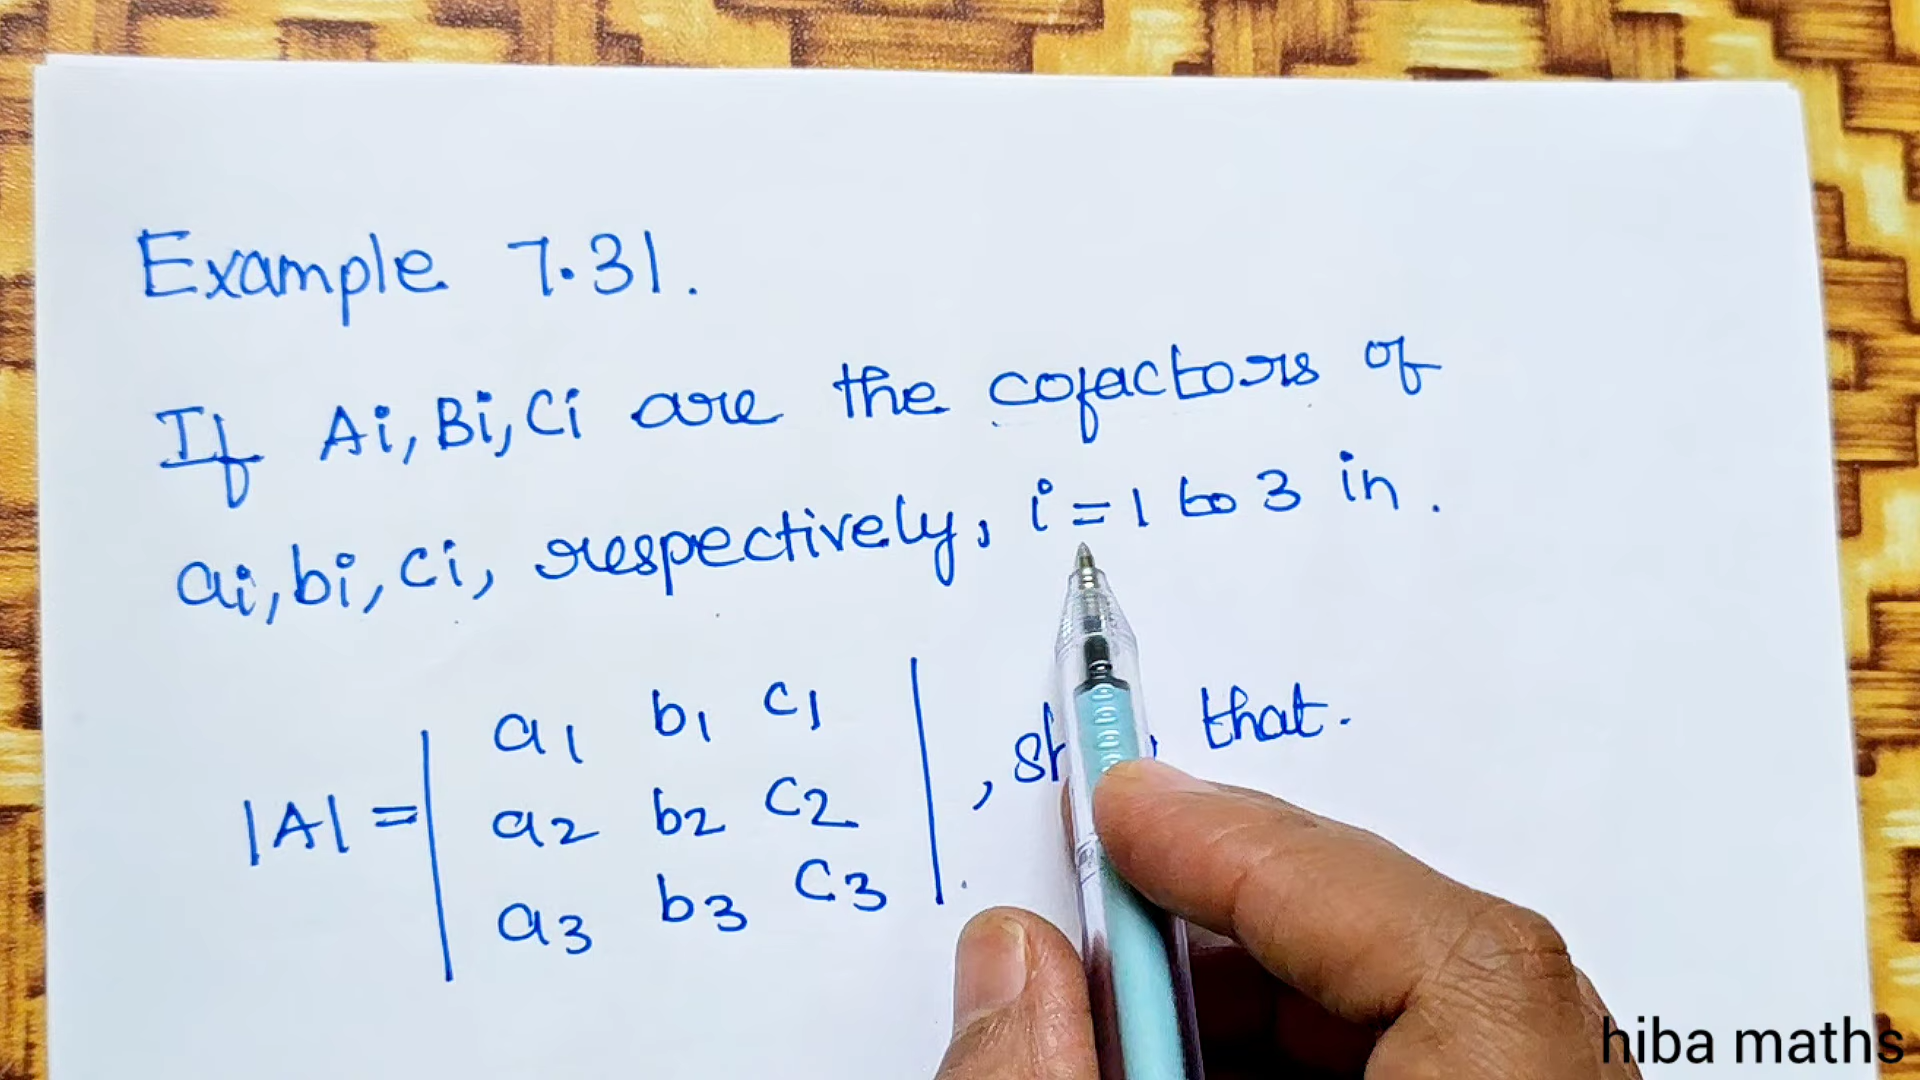 Example 7.31.
If Ai, Bi, Ci are the cofactors of
ai, bi, ci, respectively, i = 1 to 3 in.
|A| = | a1 b1 c1 |, that.
a2 b2 c2
a3 b3 c3
hiba maths